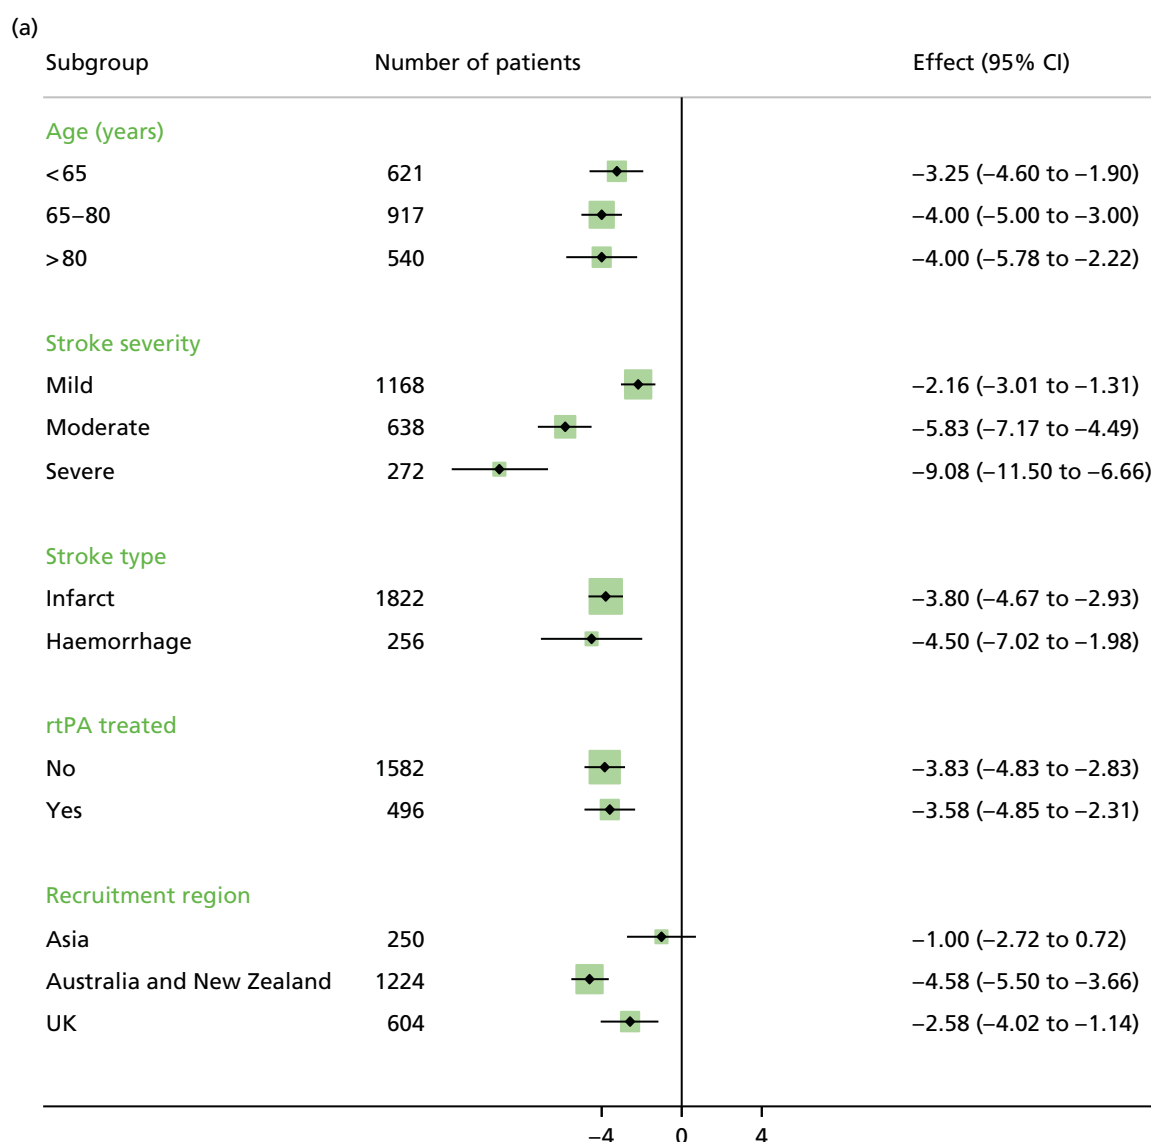 (a)
Subgroup Number of patients Effect (95% CI)
Age (years)
<65 621 −3.25 (−4.60 to −1.90)
65–80 917 −4.00 (−5.00 to −3.00)
>80 540 −4.00 (−5.78 to −2.22)
Stroke severity
Mild 1168 −2.16 (−3.01 to −1.31)
Moderate 638 −5.83 (−7.17 to −4.49)
Severe 272 −9.08 (−11.50 to −6.66)
Stroke type
Infarct 1822 −3.80 (−4.67 to −2.93)
Haemorrhage 256 −4.50 (−7.02 to −1.98)
rtPA treated
No 1582 −3.83 (−4.83 to −2.83)
Yes 496 −3.58 (−4.85 to −2.31)
Recruitment region
Asia 250 −1.00 (−2.72 to 0.72)
Australia and New Zealand 1224 −4.58 (−5.50 to −3.66)
UK 604 −2.58 (−4.02 to −1.14)
−4 0 4